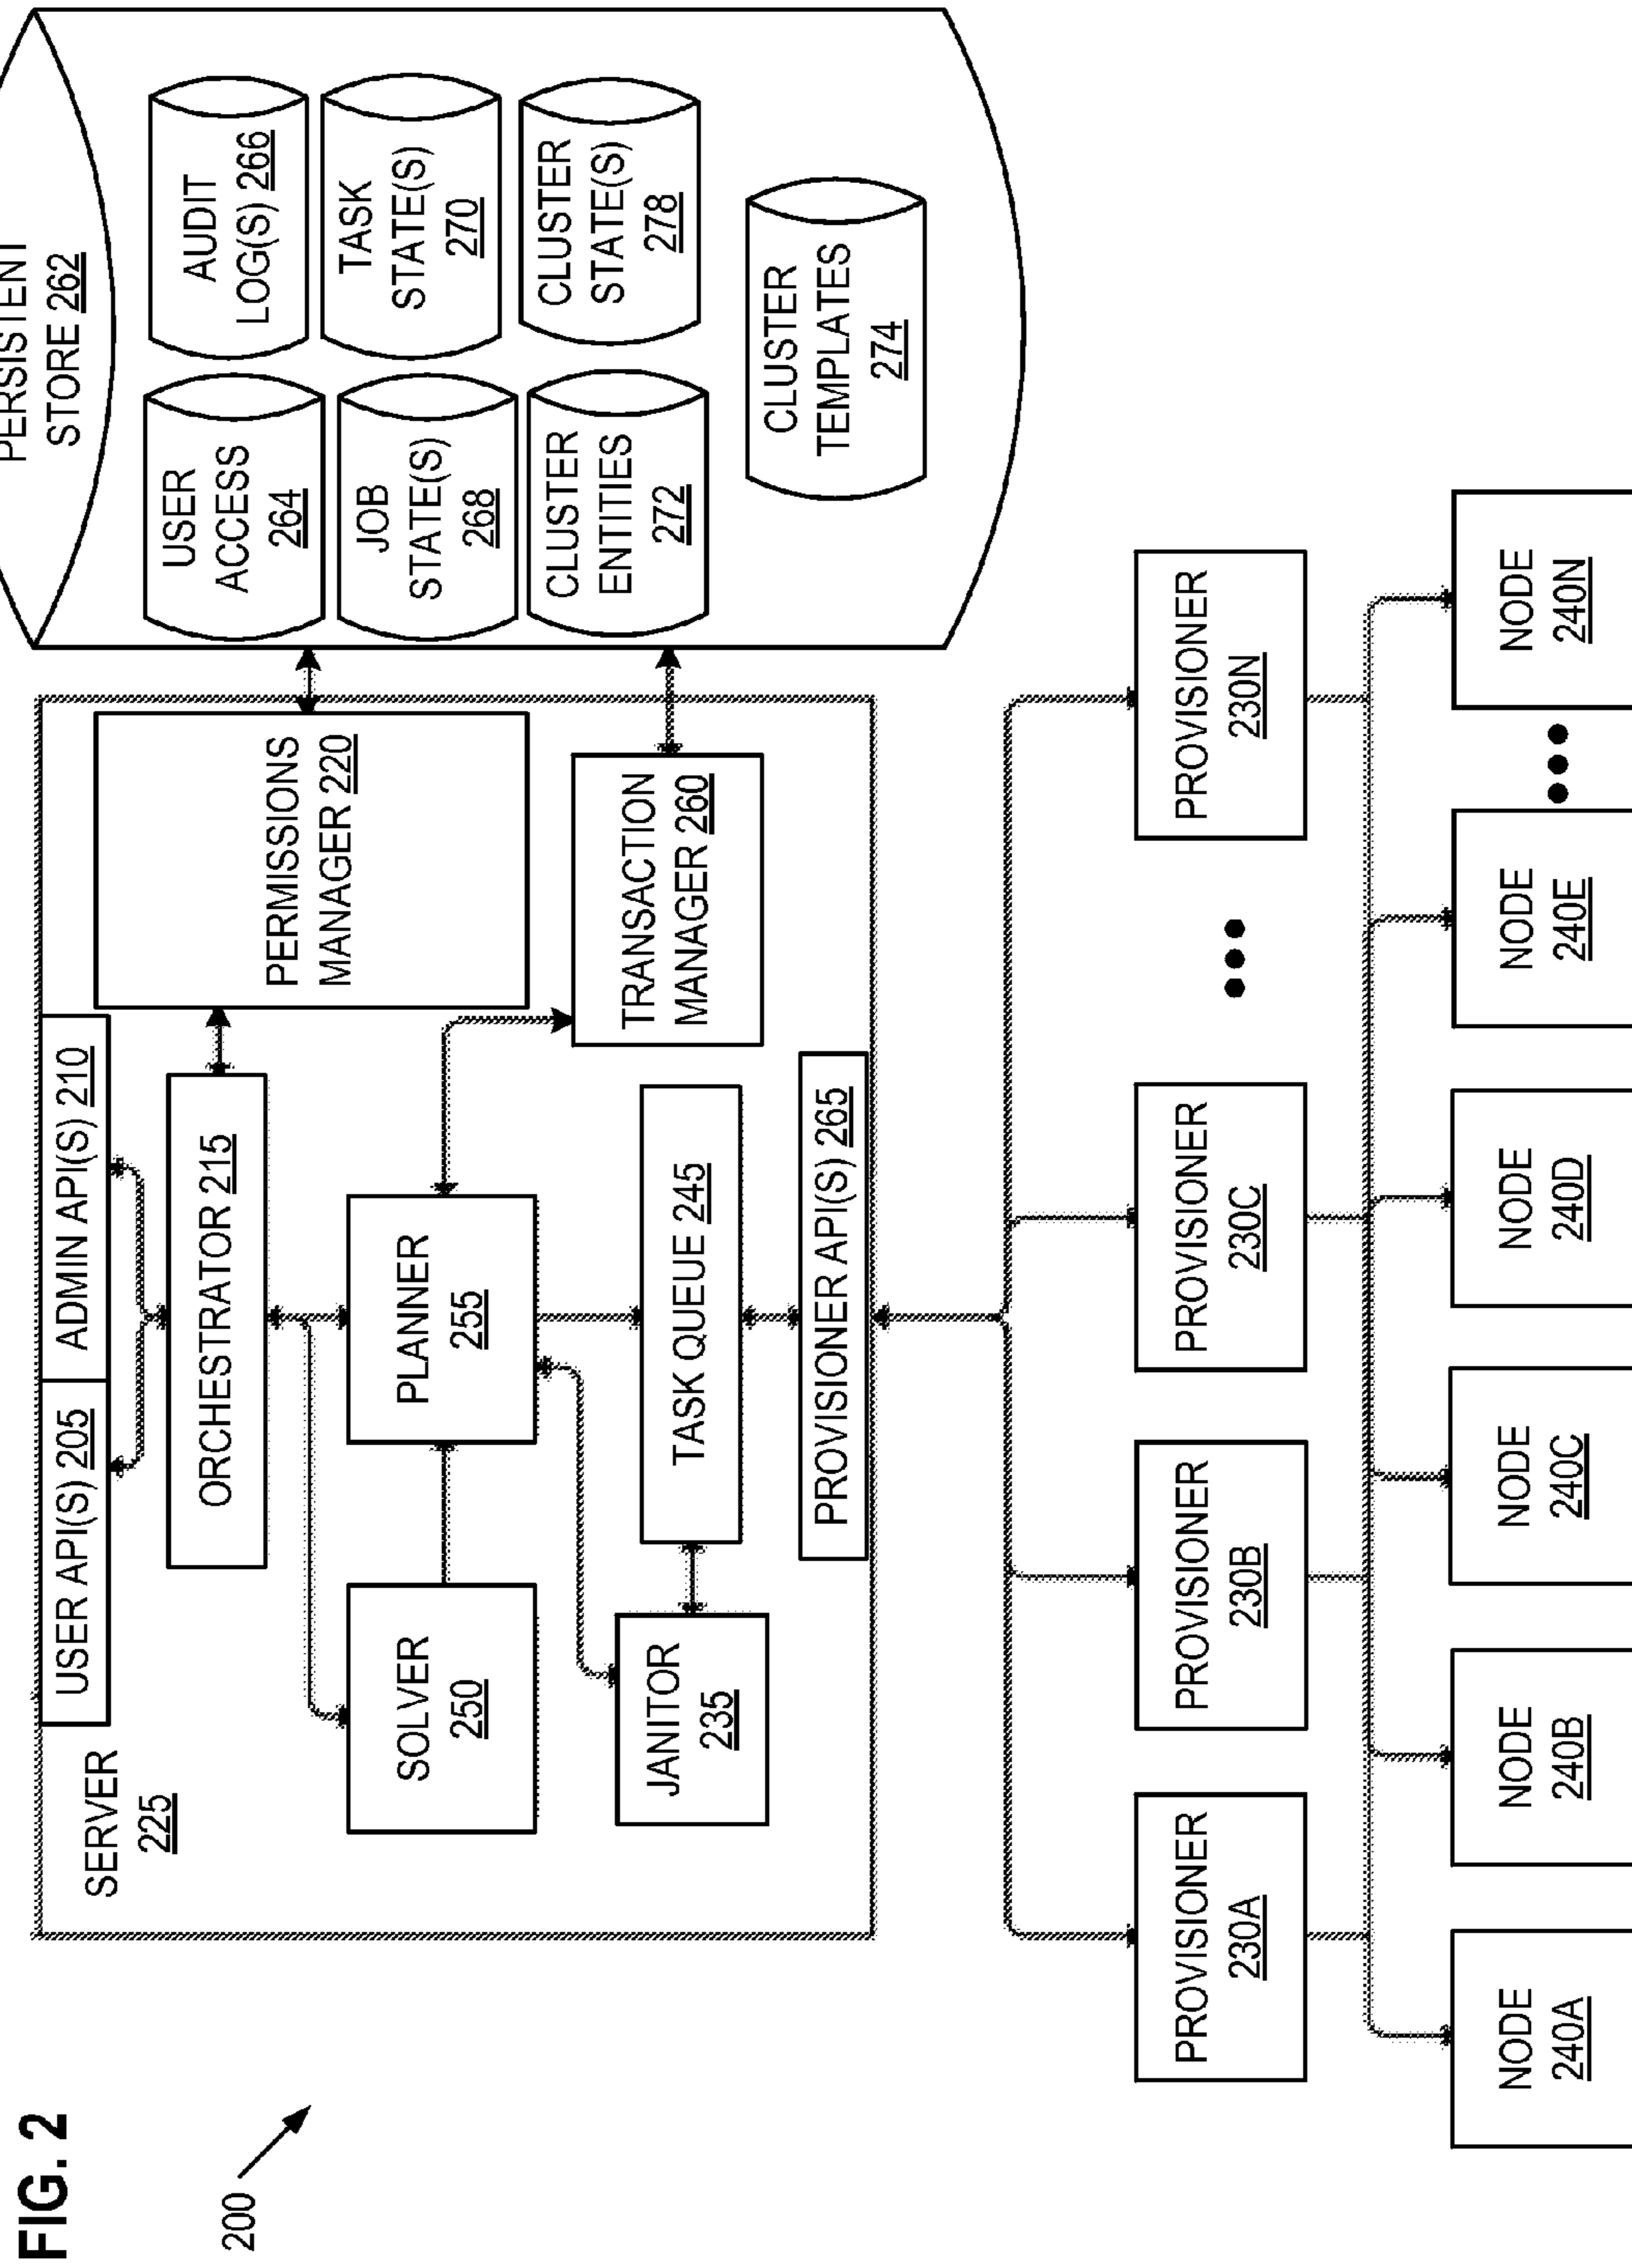 FIG. 2
200
SERVER
225
USER API(S) 205
ADMIN API(S) 210
ORCHESTRATOR 215
PERMISSIONS
MANAGER 220
SOLVER
250
PLANNER
255
TRANSACTION
MANAGER 260
JANITOR
235
TASK QUEUE 245
PROVISIONER API(S) 265
PERSISTENT
STORE 262
USER
ACCESS
264
AUDIT
LOG(S) 266
JOB
STATE(S)
268
TASK
STATE(S)
270
CLUSTER
ENTITIES
272
CLUSTER
STATE(S)
278
CLUSTER
TEMPLATES
274
PROVISIONER
230A
PROVISIONER
230B
PROVISIONER
230C
PROVISIONER
230N
NODE
240A
NODE
240B
NODE
240C
NODE
240D
NODE
240E
NODE
240N